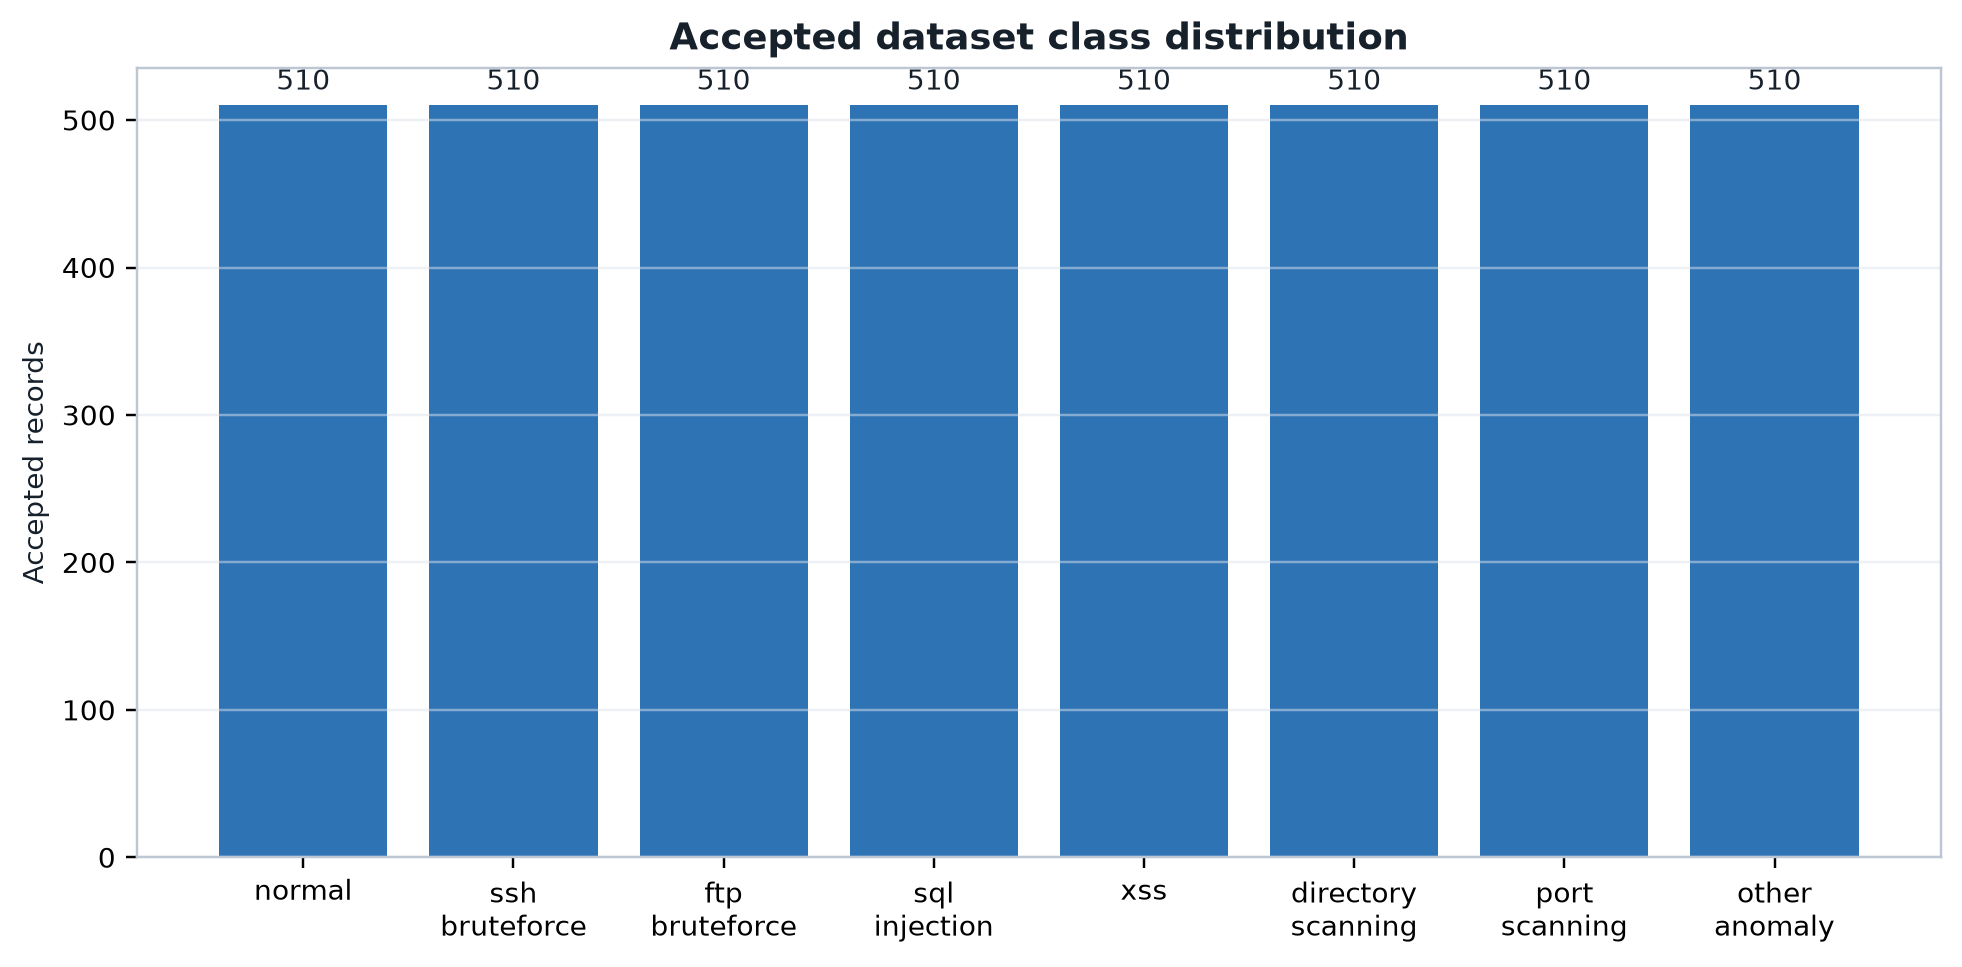 Accepted dataset class distribution
510 510 510 510 510 510 510 510
500
400
300
200
100
0
Accepted records
normal
ssh
bruteforce
ftp
bruteforce
sql
injection
xss
directory
scanning
port
scanning
other
anomaly